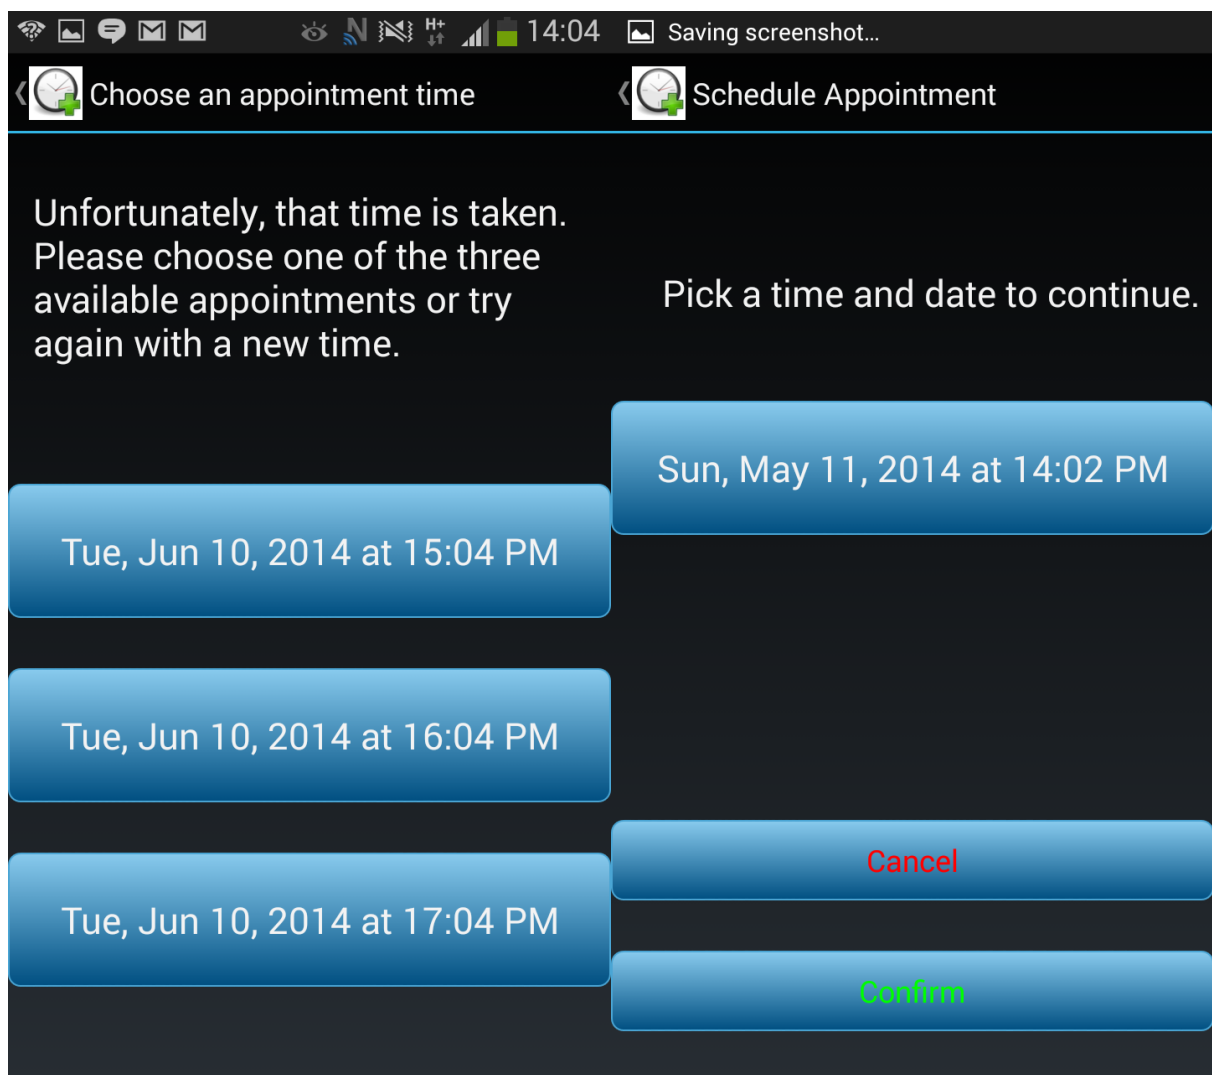 14:04
Choose an appointment time
Unfortunately, that time is taken.
Please choose one of the three
available appointments or try
again with a new time.
Tue, Jun 10, 2014 at 15:04 PM
Tue, Jun 10, 2014 at 16:04 PM
Tue, Jun 10, 2014 at 17:04 PM
Saving screenshot...
Schedule Appointment
Pick a time and date to continue.
Sun, May 11, 2014 at 14:02 PM
Cancel
Confirm